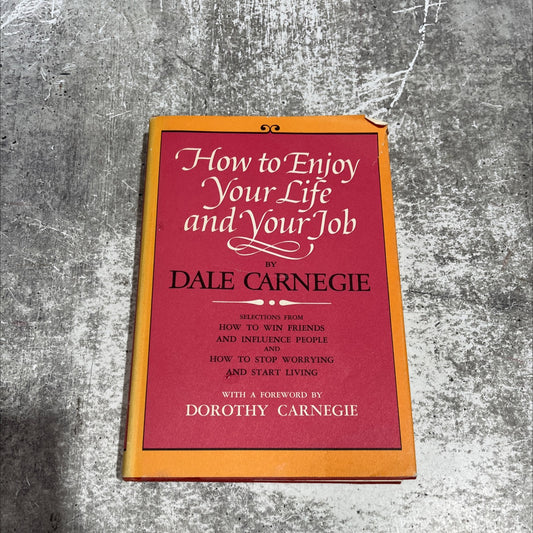 How to Enjoy
Your Life
and Your Job
BY
DALE CARNEGIE
SELECTIONS FROM
HOW TO WIN FRIENDS
AND INFLUENCE PEOPLE
AND
HOW TO STOP WORRYING
AND START LIVING
WITH A FOREWORD BY
DOROTHY CARNEGIE